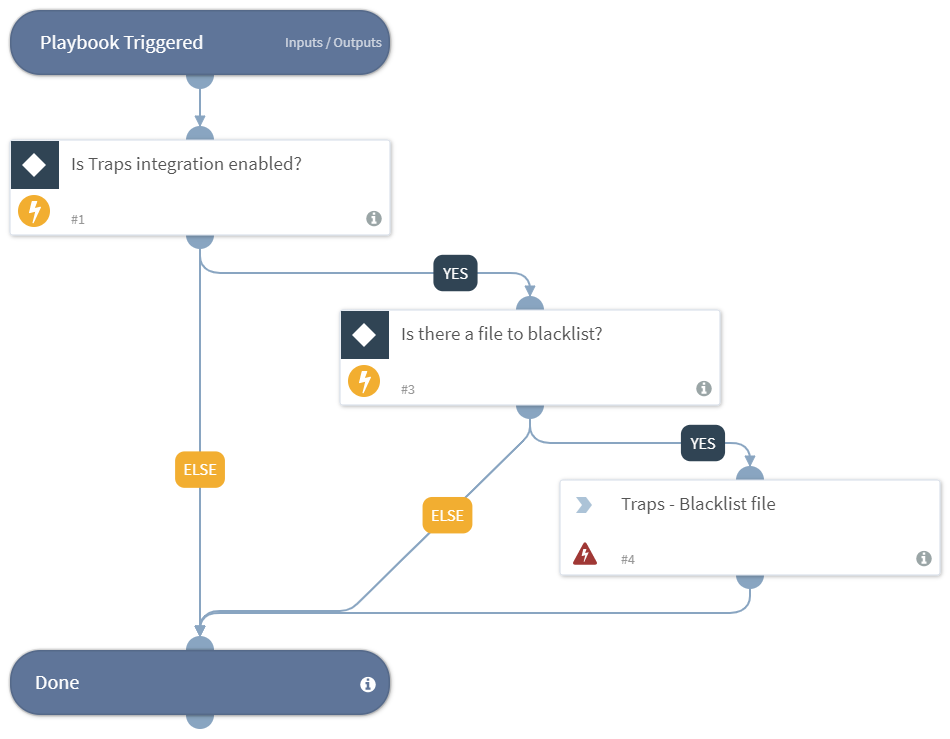 Playbook Triggered
Inputs / Outputs
Is Traps integration enabled?
#1
YES
Is there a file to blacklist?
#3
YES
ELSE
Traps - Blacklist file
ELSE
#4
Done